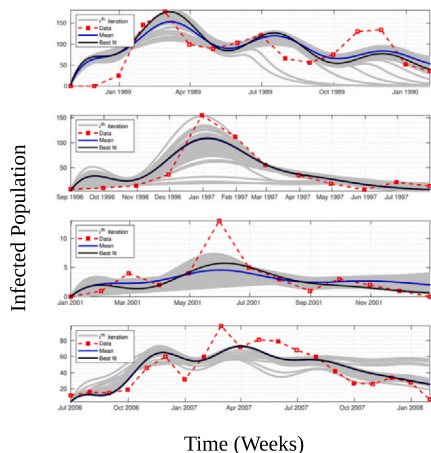 Infected Population
150
100
50
i^th iteration
Data
Mean
Best fit
Jan 1989
Apr 1989
Jul 1989
Oct 1989
Jan 1990
150
100
50
i^th iteration
Data
Mean
Best fit
Sep 1996 Oct 1996 Nov 1996 Dec 1996 Jan 1997 Feb 1997 Mar 1997 Apr 1997 May 1997 Jun 1997 Jul 1997
10
5
0
i^th iteration
Data
Mean
Best fit
Jan 2001 Mar 2001 May 2001 Jul 2001 Sep 2001 Nov 2001
80
60
40
20
i^th iteration
Data
Mean
Best fit
Jul 2006 Oct 2006 Jan 2007 Apr 2007 Jul 2007 Oct 2007 Jan 2008
Time (Weeks)